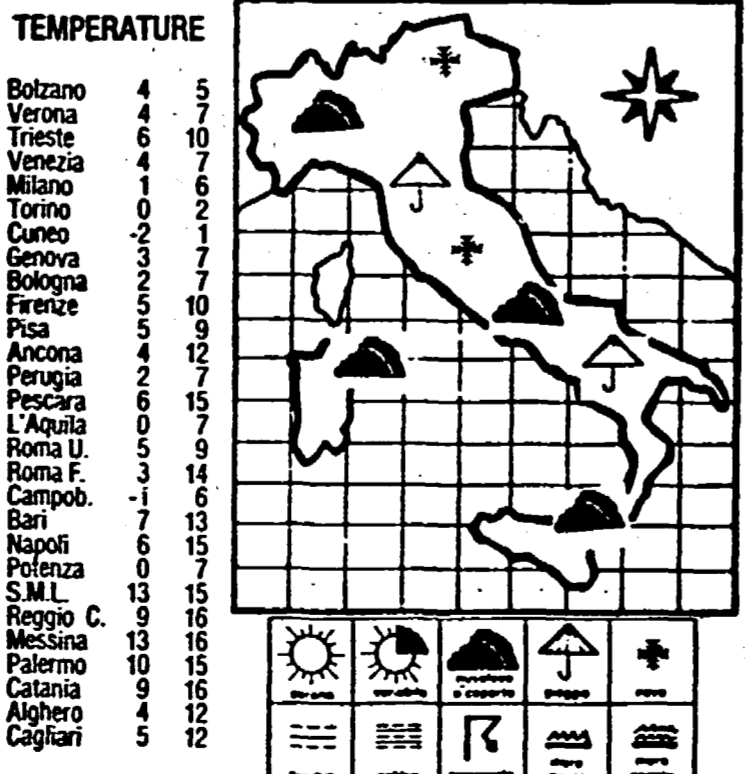 TEMPERATURE
Bolzano 4 5
Verona 4 7
Trieste 6 10
Venezia 4 7
Milano 1 6
Torino 0 2
Cuneo -2 1
Genova 3 7
Bologna 2 7
Firenze 5 10
Pisa 5 9
Ancona 4 12
Perugia 2 7
Pescara 6 15
L'Aquila 0 7
Roma U. 5 9
Roma F. 3 14
Campob. -i 6
Bari 7 13
Napoli 6 15
Potenza 0 7
S.M.L. 13 15
Reggio C. 9 16
Messina 13 16
Palermo 10 15
Catania 9 16
Alghero 4 12
Cagliari 5 12
sereno variabile nuvoloso pioggia neve
o coperto